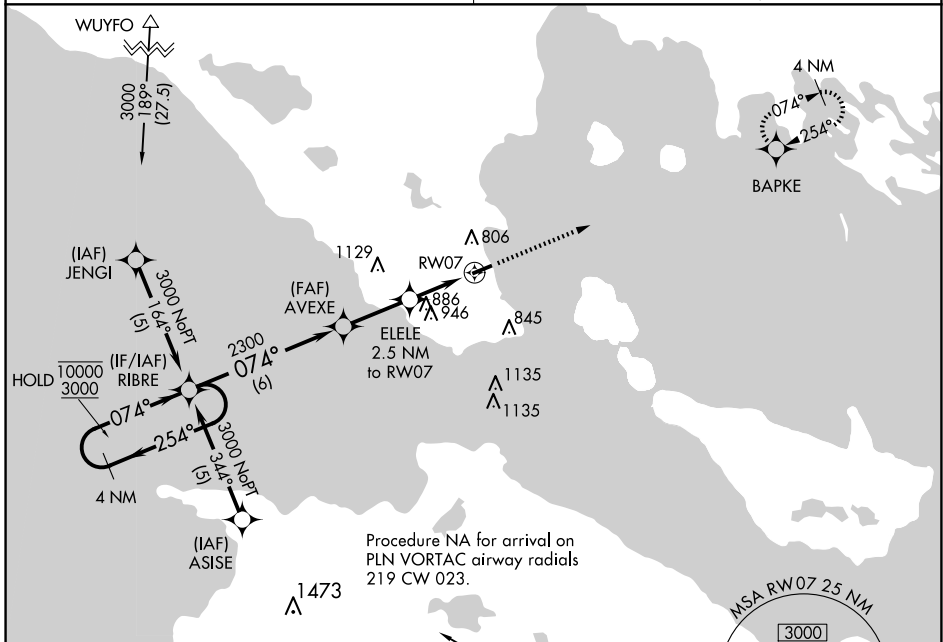 WUYFO
3000
189°
(27.5)
4 NM
074°
254°
BAPKE
(IAF)
JENGI
3000 NoPT
164°
(5)
1129
806
RW07
(FAF)
AVEXE
886
946
845
ELELE
2.5 NM
to RW07
2300
074°
(6)
1135
1135
HOLD 10000
3000
(IF/IAF)
RIBRE
074°
254°
4 NM
3000 NoPT
344°
(5)
(IAF)
ASISE
Procedure NA for arrival on
PLN VORTAC airway radials
219 CW 023.
1473
MSA RW07 25 NM
3000